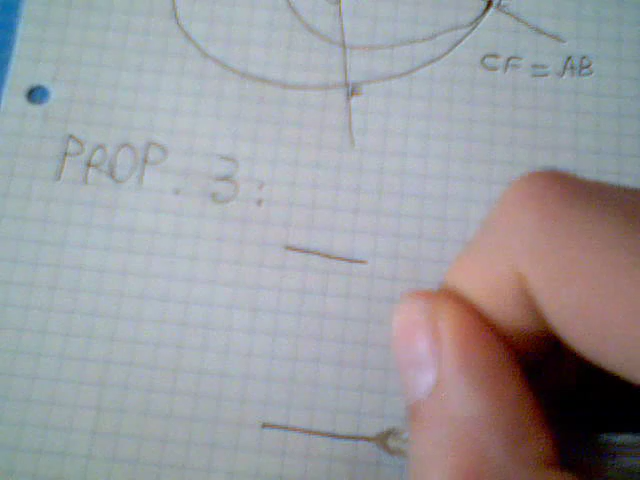 CF = AB
PROP. 3: